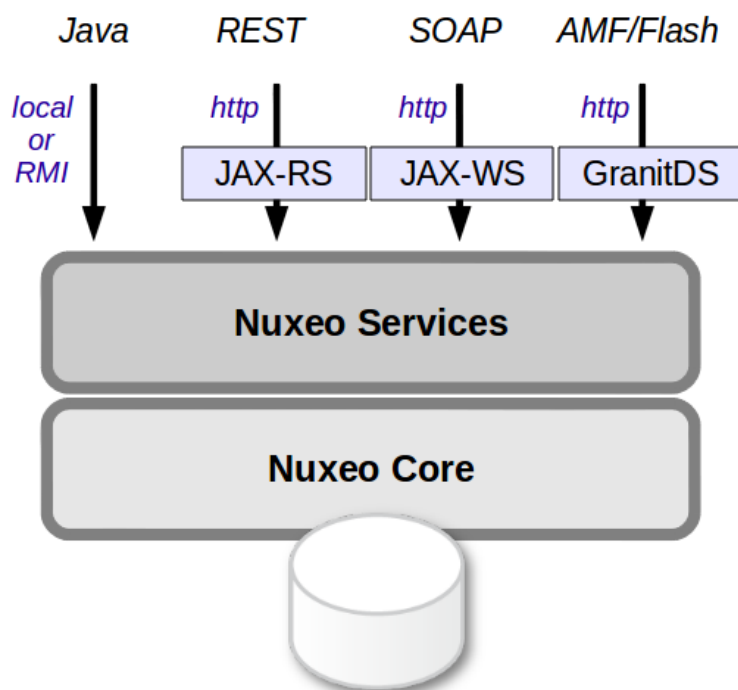 Java REST SOAP AMF/Flash
local
or
RMI
http http http
JAX-RS JAX-WS GranitDS
Nuxeo Services
Nuxeo Core